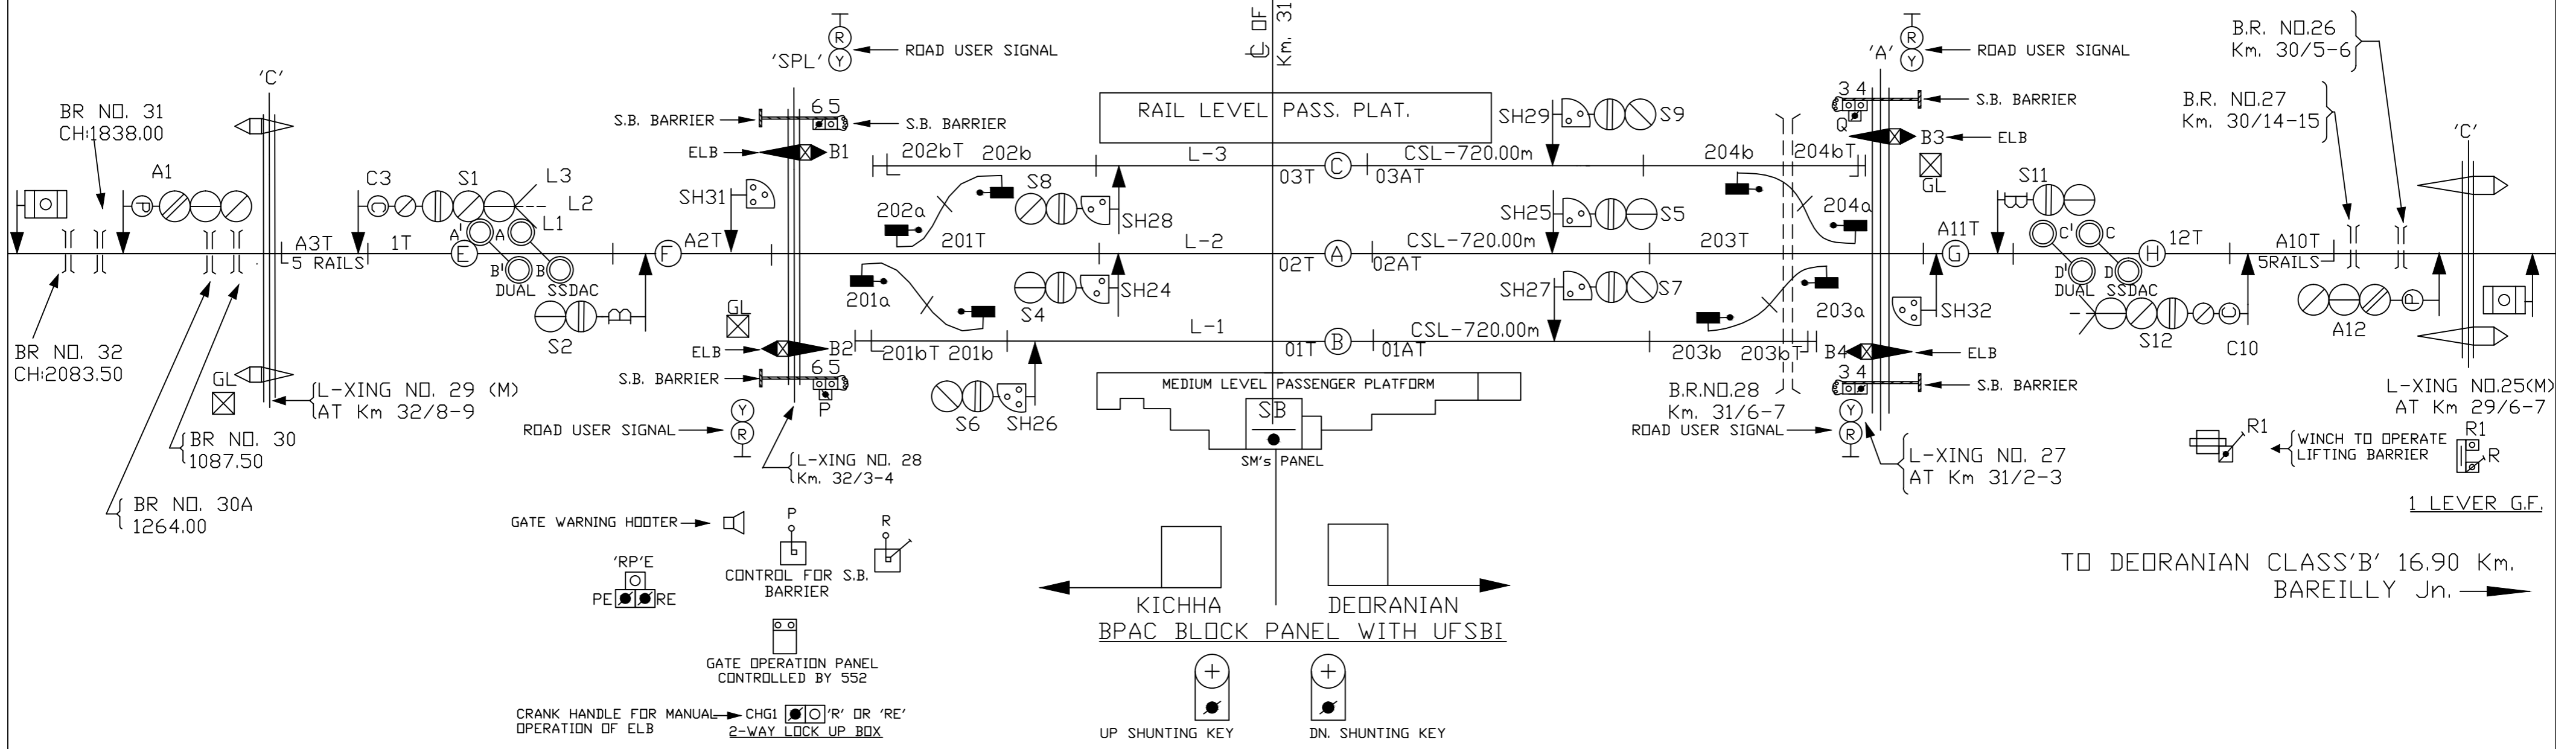 ℄ OF
Km. 31
'SPL'
R
Y
ROAD USER SIGNAL
'A'
R
Y
ROAD USER SIGNAL
B.R. NO.26
Km. 30/5-6
'C'
BR NO. 31
CH:1838.00
S.B. BARRIER
6 5
S.B. BARRIER
RAIL LEVEL PASS. PLAT.
SH29
S9
3 4
Q
S.B. BARRIER
B.R. NO.27
Km. 30/14-15
'C'
ELB
B1
B3
ELB
GL
202bT
202b
L-3
C
CSL-720.00m
204b
204bT
03T
03AT
A1
P
C3
C
S1
L3
L2
L1
SH31
202a
S8
SH28
SH25
S5
204a
S11
B
A3T
5 RAILS
1T
E
A'
A
B'
B
DUAL SSDAC
F
A2T
201T
L-2
A
CSL-720.00m
203T
02T
02AT
A11T
G
C'
C
D'
D
DUAL SSDAC
H
12T
A10T
5RAILS
S2
B
GL
201a
S4
SH24
SH27
S7
203a
SH32
S12
C
C10
A12
P
BR NO. 32
CH:2083.50
GL
ELB
B2
201bT
201b
L-1
B
CSL-720.00m
01T
01AT
203b
203bT
B4
ELB
S.B. BARRIER
6 5
P
S6
SH26
MEDIUM LEVEL PASSENGER PLATFORM
SB
SM's PANEL
B.R.NO.28
Km. 31/6-7
3 4
S.B. BARRIER
L-XING NO. 29 (M)
AT Km 32/8-9
ROAD USER SIGNAL
Y
R
ROAD USER SIGNAL
Y
R
L-XING NO.25(M)
AT Km 29/6-7
BR NO. 30
1087.50
L-XING NO. 28
Km. 32/3-4
L-XING NO. 27
AT Km 31/2-3
R1
WINCH TO OPERATE
LIFTING BARRIER
R1
R
BR NO. 30A
1264.00
1 LEVER G.F.
GATE WARNING HOOTER
P
R
CONTROL FOR S.B.
BARRIER
'RP'E
PE
RE
KICHHA
DEORANIAN
BPAC BLOCK PANEL WITH UFSBI
TO DEORANIAN CLASS'B' 16.90 Km.
BAREILLY Jn.
GATE OPERATION PANEL
CONTROLLED BY 552
CRANK HANDLE FOR MANUAL
OPERATION OF ELB
CHG1
'R' OR 'RE'
2-WAY LOCK UP BOX
UP SHUNTING KEY
DN. SHUNTING KEY